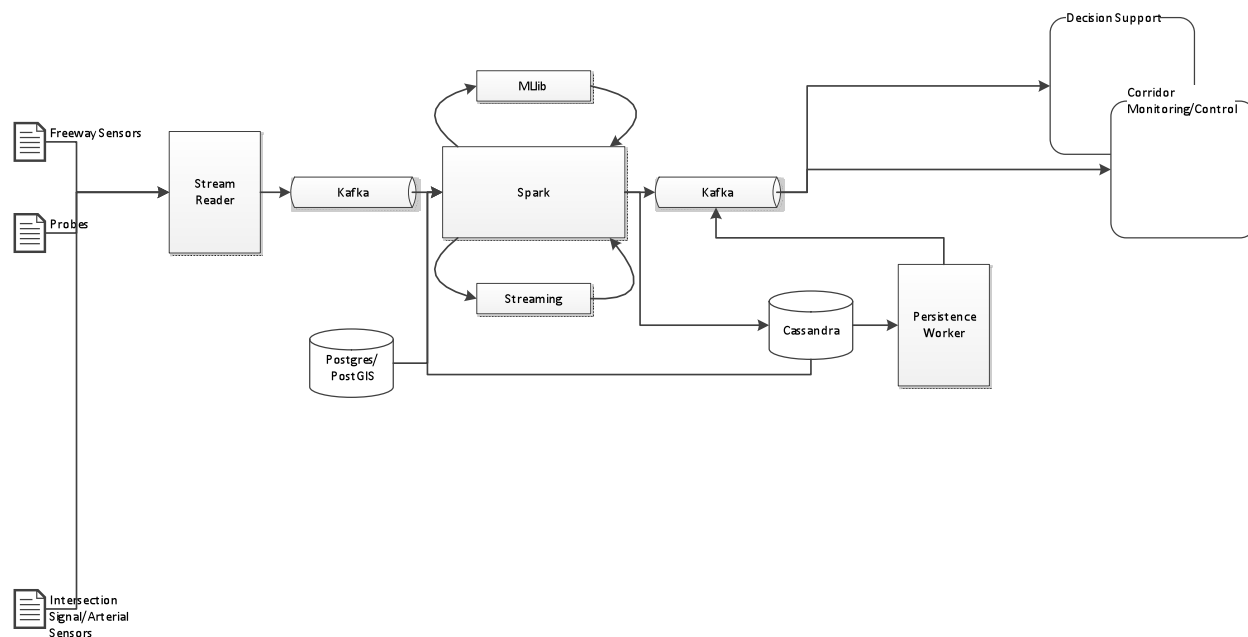 Decision Support
Corridor
Monitoring/Control
MLlib
Freeway Sensors
Stream
Reader
Kafka
Spark
Kafka
Probes
Streaming
Cassandra
Persistence
Worker
Postgres/
PostGIS
Intersection
Signal/Arterial
Sensors